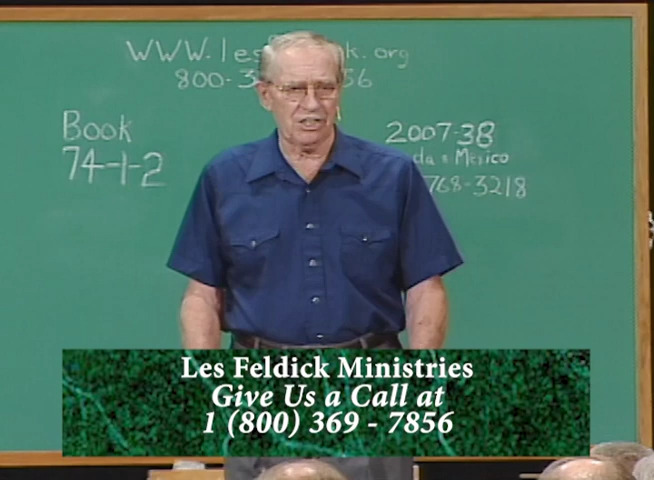 WWW.les k.org
800-3 56
Book
74-1-2
2007-38
da & Mexico
768-3218
Les Feldick Ministries
Give Us a Call at
1 (800) 369 - 7856